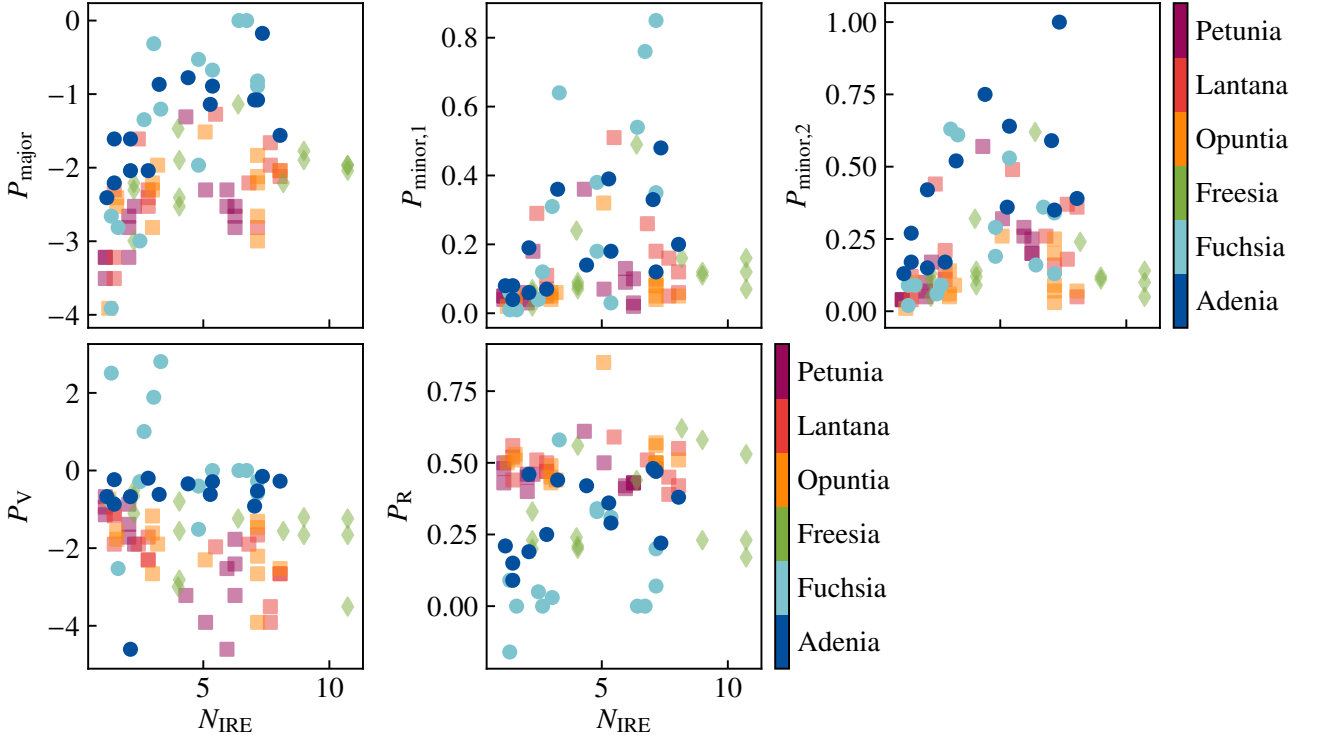 0
−1
−2
−3
−4
P_major
0.8
0.6
0.4
0.2
0.0
P_minor,1
1.00
0.75
0.50
0.25
0.00
P_minor,2
Petunia
Lantana
Opuntia
Freesia
Fuchsia
Adenia
2
0
−2
−4
P_V
5
10
N_IRE
0.75
0.50
0.25
0.00
P_R
5
10
N_IRE
Petunia
Lantana
Opuntia
Freesia
Fuchsia
Adenia